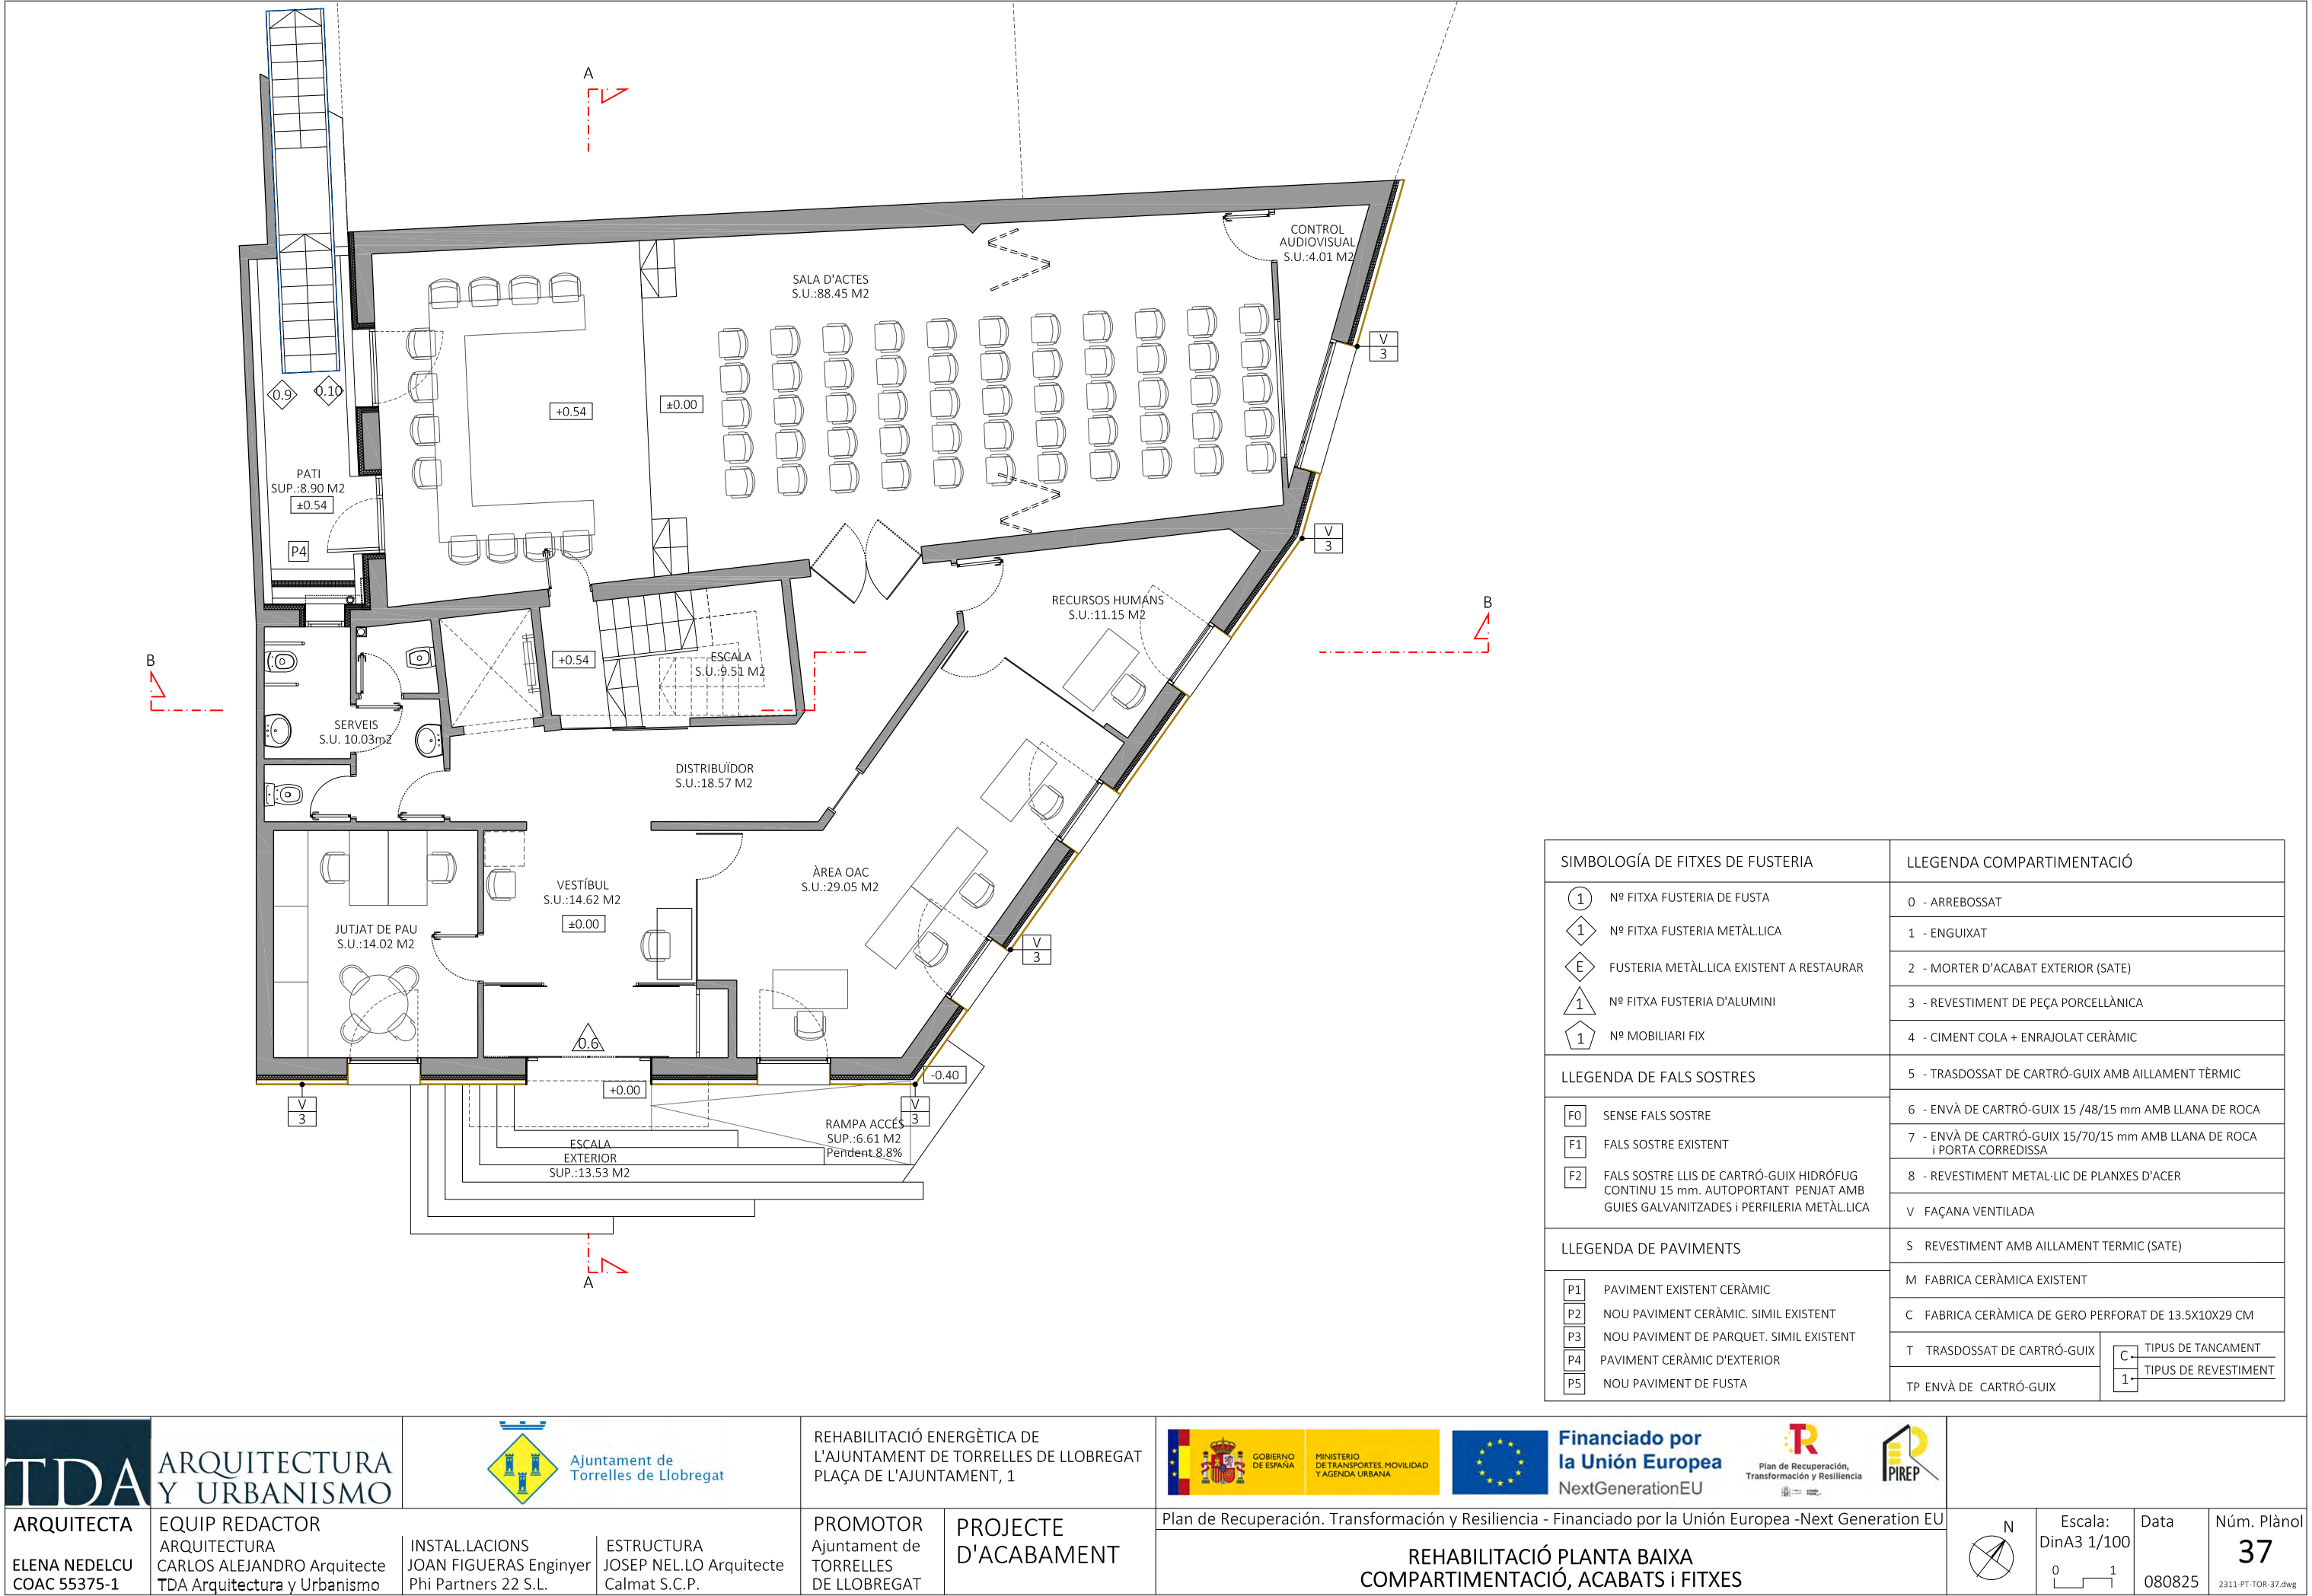 A
CONTROL
AUDIOVISUAL
S.U.:4.01 M2
SALA D'ACTES
S.U.:88.45 M2
V
3
0.9
0.10
+0.54
±0.00
PATI
SUP.:8.90 M2
±0.54
P4
V
3
RECURSOS HUMANS
S.U.:11.15 M2
B
B
+0.54
ESCALA
S.U.:9.51 M2
SERVEIS
S.U. 10.03m2
DISTRIBUÏDOR
S.U.:18.57 M2
ÀREA OAC
S.U.:29.05 M2
VESTÍBUL
S.U.:14.62 M2
±0.00
JUTJAT DE PAU
S.U.:14.02 M2
V
3
0.6
+0.00
-0.40
V
3
V
3
RAMPA ACCÉS
SUP.:6.61 M2
Pendent 8.8%
ESCALA
EXTERIOR
SUP.:13.53 M2
A
SIMBOLOGÍA DE FITXES DE FUSTERIA
1 Nº FITXA FUSTERIA DE FUSTA
1 Nº FITXA FUSTERIA METÀL.LICA
E FUSTERIA METÀL.LICA EXISTENT A RESTAURAR
1 Nº FITXA FUSTERIA D'ALUMINI
1 Nº MOBILIARI FIX
LLEGENDA DE FALS SOSTRES
F0 SENSE FALS SOSTRE
F1 FALS SOSTRE EXISTENT
F2 FALS SOSTRE LLIS DE CARTRÓ-GUIX HIDRÓFUG
CONTINU 15 mm. AUTOPORTANT PENJAT AMB
GUIES GALVANITZADES i PERFILERIA METÀL.LICA
LLEGENDA DE PAVIMENTS
P1 PAVIMENT EXISTENT CERÀMIC
P2 NOU PAVIMENT CERÀMIC. SIMIL EXISTENT
P3 NOU PAVIMENT DE PARQUET. SIMIL EXISTENT
P4 PAVIMENT CERÀMIC D'EXTERIOR
P5 NOU PAVIMENT DE FUSTA
LLEGENDA COMPARTIMENTACIÓ
0 - ARREBOSSAT
1 - ENGUIXAT
2 - MORTER D'ACABAT EXTERIOR (SATE)
3 - REVESTIMENT DE PEÇA PORCELLÀNICA
4 - CIMENT COLA + ENRAJOLAT CERÀMIC
5 - TRASDOSSAT DE CARTRÓ-GUIX AMB AILLAMENT TÈRMIC
6 - ENVÀ DE CARTRÓ-GUIX 15 /48/15 mm AMB LLANA DE ROCA
7 - ENVÀ DE CARTRÓ-GUIX 15/70/15 mm AMB LLANA DE ROCA
i PORTA CORREDISSA
8 - REVESTIMENT METAL·LIC DE PLANXES D'ACER
V FAÇANA VENTILADA
S REVESTIMENT AMB AILLAMENT TERMIC (SATE)
M FABRICA CERÀMICA EXISTENT
C FABRICA CERÀMICA DE GERO PERFORAT DE 13.5X10X29 CM
T TRASDOSSAT DE CARTRÓ-GUIX
TP ENVÀ DE CARTRÓ-GUIX
C TIPUS DE TANCAMENT
1 TIPUS DE REVESTIMENT
TDA ARQUITECTURA
Y URBANISMO
Ajuntament de
Torrelles de Llobregat
REHABILITACIÓ ENERGÈTICA DE
L'AJUNTAMENT DE TORRELLES DE LLOBREGAT
PLAÇA DE L'AJUNTAMENT, 1
GOBIERNO
DE ESPAÑA
MINISTERIO
DE TRANSPORTES, MOVILIDAD
Y AGENDA URBANA
Financiado por
la Unión Europea
NextGenerationEU
Plan de Recuperación,
Transformación y Resiliencia
PIREP
ARQUITECTA
ELENA NEDELCU
COAC 55375-1
EQUIP REDACTOR
ARQUITECTURA
CARLOS ALEJANDRO Arquitecte
TDA Arquitectura y Urbanismo
INSTAL.LACIONS
JOAN FIGUERAS Enginyer
Phi Partners 22 S.L.
ESTRUCTURA
JOSEP NEL.LO Arquitecte
Calmat S.C.P.
PROMOTOR
Ajuntament de
TORRELLES
DE LLOBREGAT
PROJECTE
D'ACABAMENT
Plan de Recuperación. Transformación y Resiliencia - Financiado por la Unión Europea -Next Generation EU
REHABILITACIÓ PLANTA BAIXA
COMPARTIMENTACIÓ, ACABATS i FITXES
N
Escala:
DinA3 1/100
0 1
Data
080825
Núm. Plànol
37
2311-PT-TOR-37.dwg